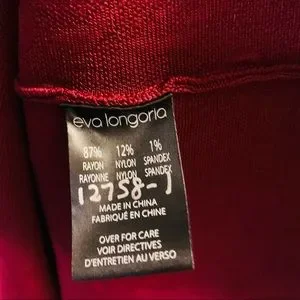 eva longoria
87% 12% 1%
RAYON NYLON SPANDEX
RAYONNE NYLON SPANDEX
12758-1
MADE IN CHINA
FABRIQUÉ EN CHINE
OVER FOR CARE
VOIR DIRECTIVES
D'ENTRETIEN AU VERSO